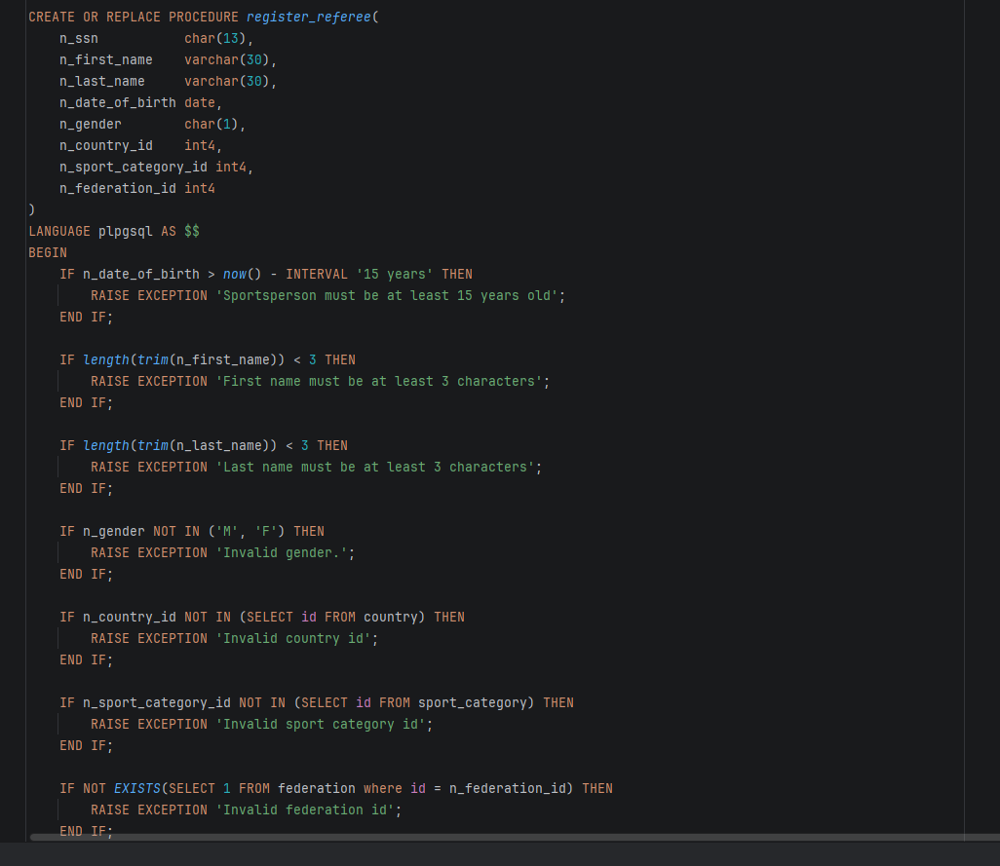 CREATE OR REPLACE PROCEDURE register_referee(
    n_ssn           char(13),
    n_first_name    varchar(30),
    n_last_name     varchar(30),
    n_date_of_birth date,
    n_gender        char(1),
    n_country_id    int4,
    n_sport_category_id int4,
    n_federation_id int4
)
LANGUAGE plpgsql AS $$
BEGIN
    IF n_date_of_birth > now() - INTERVAL '15 years' THEN
        RAISE EXCEPTION 'Sportsperson must be at least 15 years old';
    END IF;

    IF length(trim(n_first_name)) < 3 THEN
        RAISE EXCEPTION 'First name must be at least 3 characters';
    END IF;

    IF length(trim(n_last_name)) < 3 THEN
        RAISE EXCEPTION 'Last name must be at least 3 characters';
    END IF;

    IF n_gender NOT IN ('M', 'F') THEN
        RAISE EXCEPTION 'Invalid gender.';
    END IF;

    IF n_country_id NOT IN (SELECT id FROM country) THEN
        RAISE EXCEPTION 'Invalid country id';
    END IF;

    IF n_sport_category_id NOT IN (SELECT id FROM sport_category) THEN
        RAISE EXCEPTION 'Invalid sport category id';
    END IF;

    IF NOT EXISTS(SELECT 1 FROM federation where id = n_federation_id) THEN
        RAISE EXCEPTION 'Invalid federation id';
    END IF;